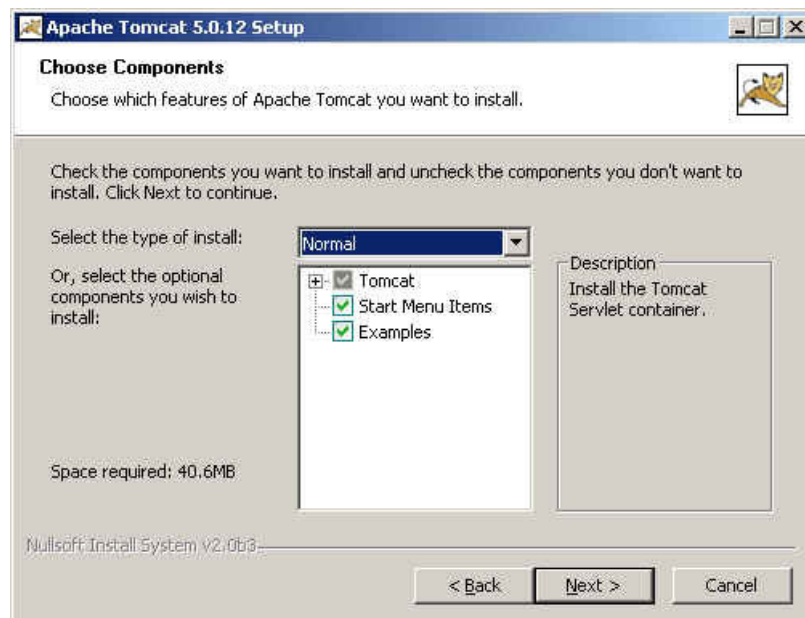 Apache Tomcat 5.0.12 Setup
Choose Components
Choose which features of Apache Tomcat you want to install.
Check the components you want to install and uncheck the components you don't want to
install. Click Next to continue.
Select the type of install:
Normal
Or, select the optional
components you wish to
install:
Tomcat
Start Menu Items
Examples
Description
Install the Tomcat
Servlet container.
Space required: 40.6MB
Nullsoft Install System v2.0b3
< Back
Next >
Cancel